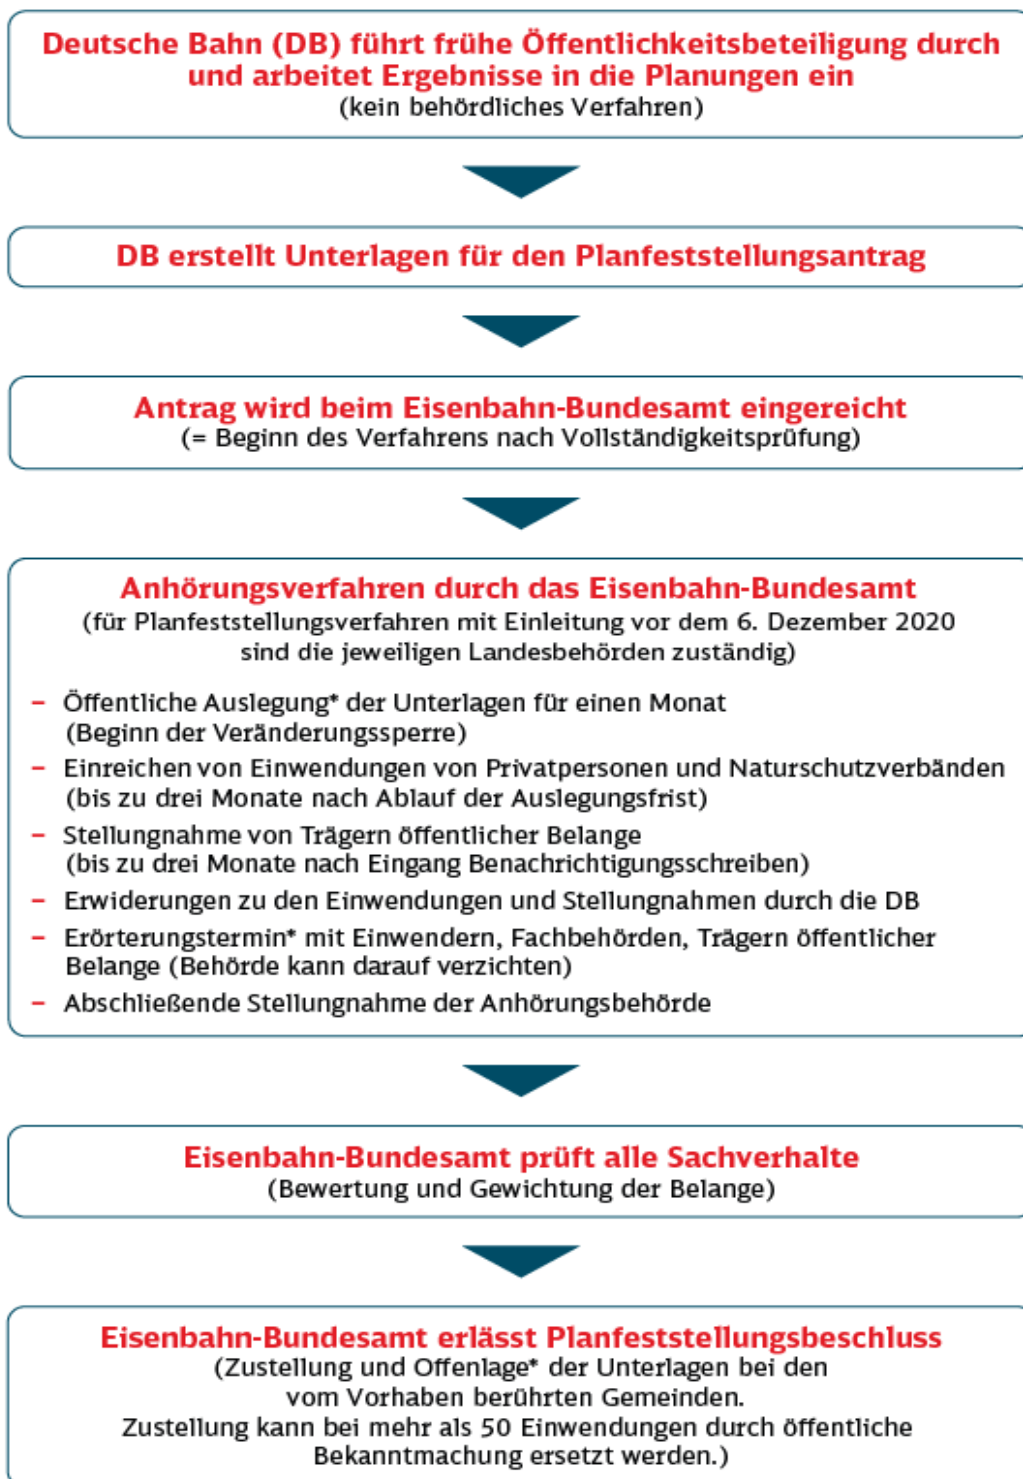 Deutsche Bahn (DB) führt frühe Öffentlichkeitsbeteiligung durch
und arbeitet Ergebnisse in die Planungen ein
(kein behördliches Verfahren)
DB erstellt Unterlagen für den Planfeststellungsantrag
Antrag wird beim Eisenbahn-Bundesamt eingereicht
(= Beginn des Verfahrens nach Vollständigkeitsprüfung)
Anhörungsverfahren durch das Eisenbahn-Bundesamt
(für Planfeststellungsverfahren mit Einleitung vor dem 6. Dezember 2020
sind die jeweiligen Landesbehörden zuständig)
– Öffentliche Auslegung* der Unterlagen für einen Monat
(Beginn der Veränderungssperre)
– Einreichen von Einwendungen von Privatpersonen und Naturschutzverbänden
(bis zu drei Monate nach Ablauf der Auslegungsfrist)
– Stellungnahme von Trägern öffentlicher Belange
(bis zu drei Monate nach Eingang Benachrichtigungsschreiben)
– Erwiderungen zu den Einwendungen und Stellungnahmen durch die DB
– Erörterungstermin* mit Einwendern, Fachbehörden, Trägern öffentlicher
Belange (Behörde kann darauf verzichten)
– Abschließende Stellungnahme der Anhörungsbehörde
Eisenbahn-Bundesamt prüft alle Sachverhalte
(Bewertung und Gewichtung der Belange)
Eisenbahn-Bundesamt erlässt Planfeststellungsbeschluss
(Zustellung und Offenlage* der Unterlagen bei den
vom Vorhaben berührten Gemeinden.
Zustellung kann bei mehr als 50 Einwendungen durch öffentliche
Bekanntmachung ersetzt werden.)